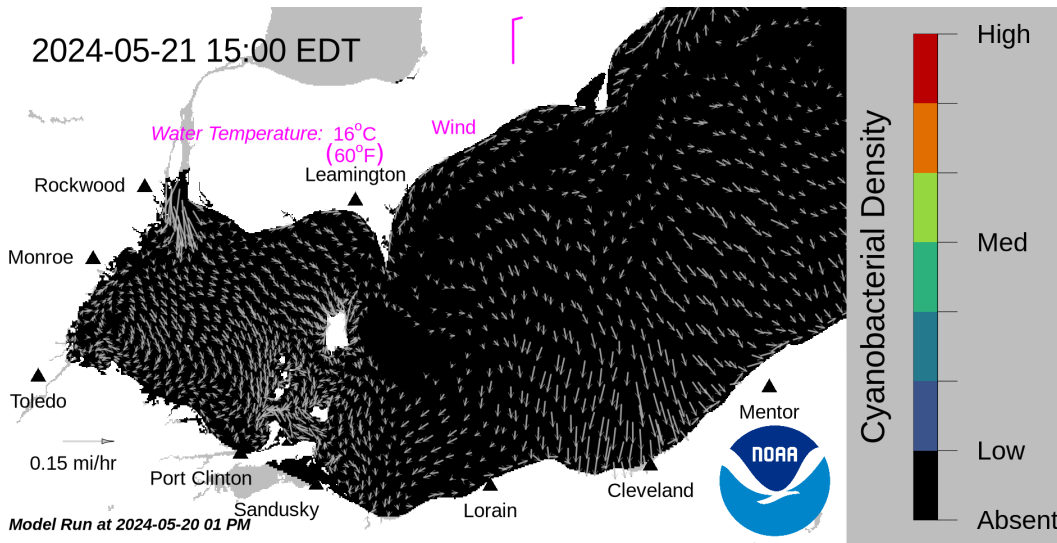 2024-05-21 15:00 EDT
High
Wind
Water Temperature: 16°C
(60°F)
Leamington
Rockwood
Monroe
Med
Cyanobacterial Density
Toledo
Mentor
NOAA
0.15 mi/hr
Low
Port Clinton
Cleveland
Sandusky
Lorain
Absent
Model Run at 2024-05-20 01 PM